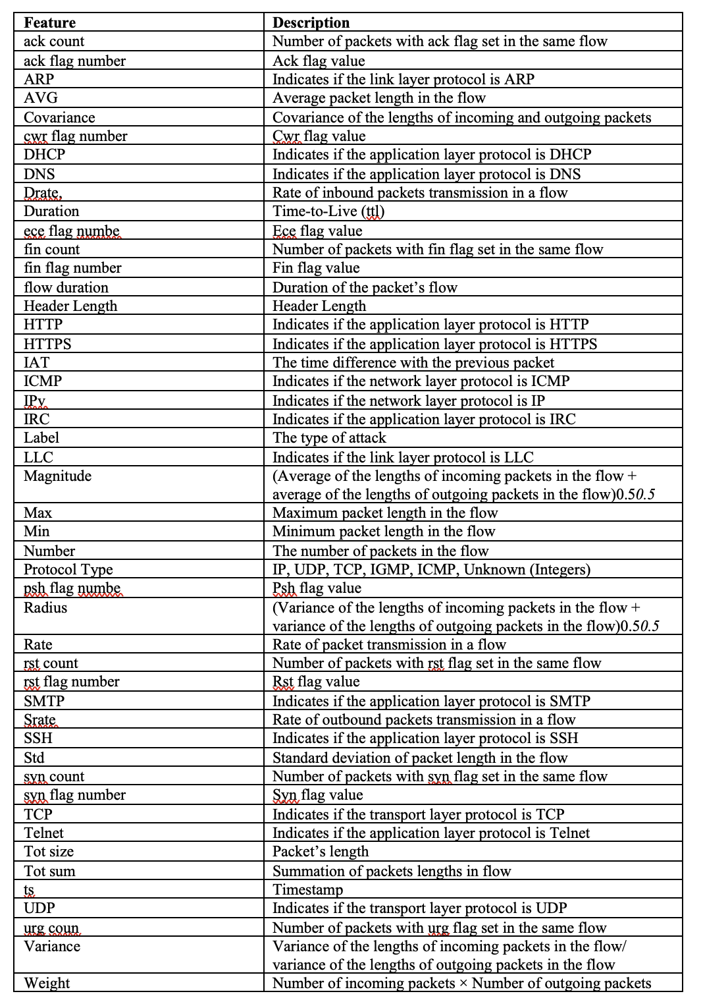 Feature Description
ack count Number of packets with ack flag set in the same flow
ack flag number Ack flag value
ARP Indicates if the link layer protocol is ARP
AVG Average packet length in the flow
Covariance Covariance of the lengths of incoming and outgoing packets
cwr flag number Cwr flag value
DHCP Indicates if the application layer protocol is DHCP
DNS Indicates if the application layer protocol is DNS
Drate, Rate of inbound packets transmission in a flow
Duration Time-to-Live (ttl)
ece flag numbe Ece flag value
fin count Number of packets with fin flag set in the same flow
fin flag number Fin flag value
flow duration Duration of the packet’s flow
Header Length Header Length
HTTP Indicates if the application layer protocol is HTTP
HTTPS Indicates if the application layer protocol is HTTPS
IAT The time difference with the previous packet
ICMP Indicates if the network layer protocol is ICMP
IPv Indicates if the network layer protocol is IP
IRC Indicates if the application layer protocol is IRC
Label The type of attack
LLC Indicates if the link layer protocol is LLC
Magnitude (Average of the lengths of incoming packets in the flow +
average of the lengths of outgoing packets in the flow)0.50.5
Max Maximum packet length in the flow
Min Minimum packet length in the flow
Number The number of packets in the flow
Protocol Type IP, UDP, TCP, IGMP, ICMP, Unknown (Integers)
psh flag numbe Psh flag value
Radius (Variance of the lengths of incoming packets in the flow +
variance of the lengths of outgoing packets in the flow)0.50.5
Rate Rate of packet transmission in a flow
rst count Number of packets with rst flag set in the same flow
rst flag number Rst flag value
SMTP Indicates if the application layer protocol is SMTP
Srate Rate of outbound packets transmission in a flow
SSH Indicates if the application layer protocol is SSH
Std Standard deviation of packet length in the flow
syn count Number of packets with syn flag set in the same flow
syn flag number Syn flag value
TCP Indicates if the transport layer protocol is TCP
Telnet Indicates if the application layer protocol is Telnet
Tot size Packet’s length
Tot sum Summation of packets lengths in flow
ts Timestamp
UDP Indicates if the transport layer protocol is UDP
urg coun Number of packets with urg flag set in the same flow
Variance Variance of the lengths of incoming packets in the flow/
variance of the lengths of outgoing packets in the flow
Weight Number of incoming packets × Number of outgoing packets